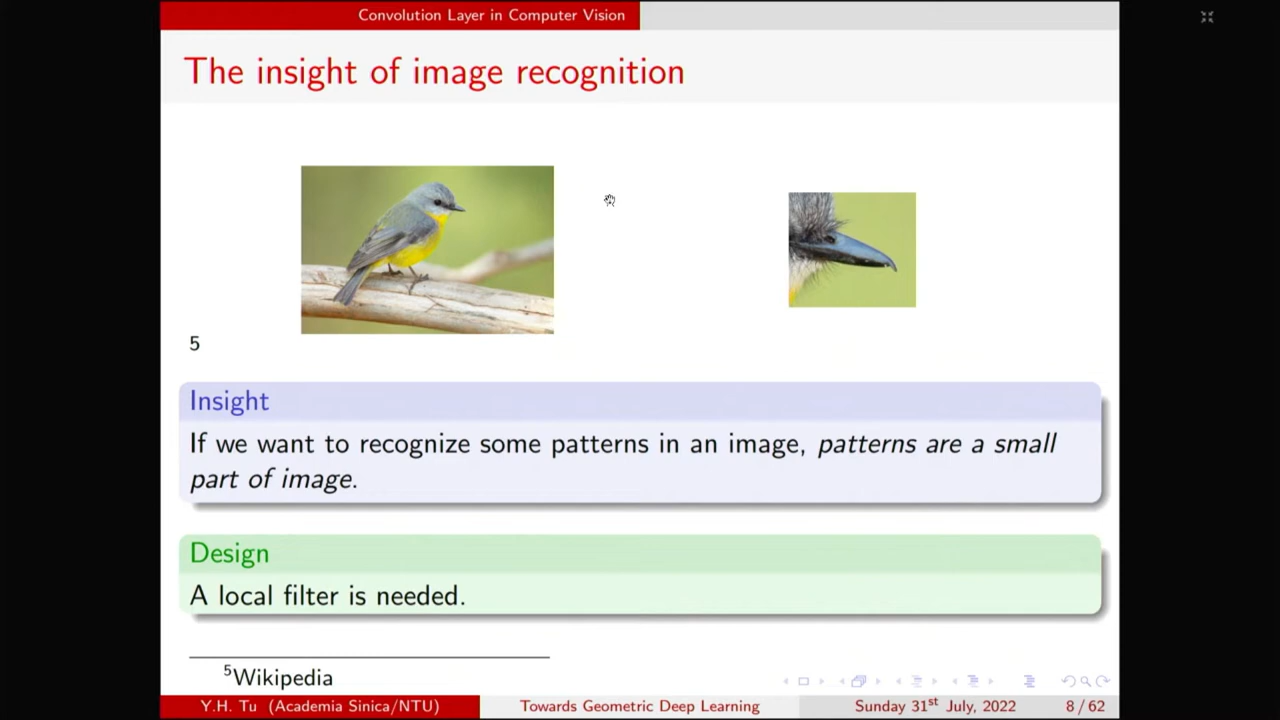 Convolution Layer in Computer Vision
The insight of image recognition
5
Insight
If we want to recognize some patterns in an image, patterns are a small
part of image.
Design
A local filter is needed.
5Wikipedia
Y.H. Tu (Academia Sinica/NTU)
Towards Geometric Deep Learning
Sunday 31st July, 2022
8 / 62